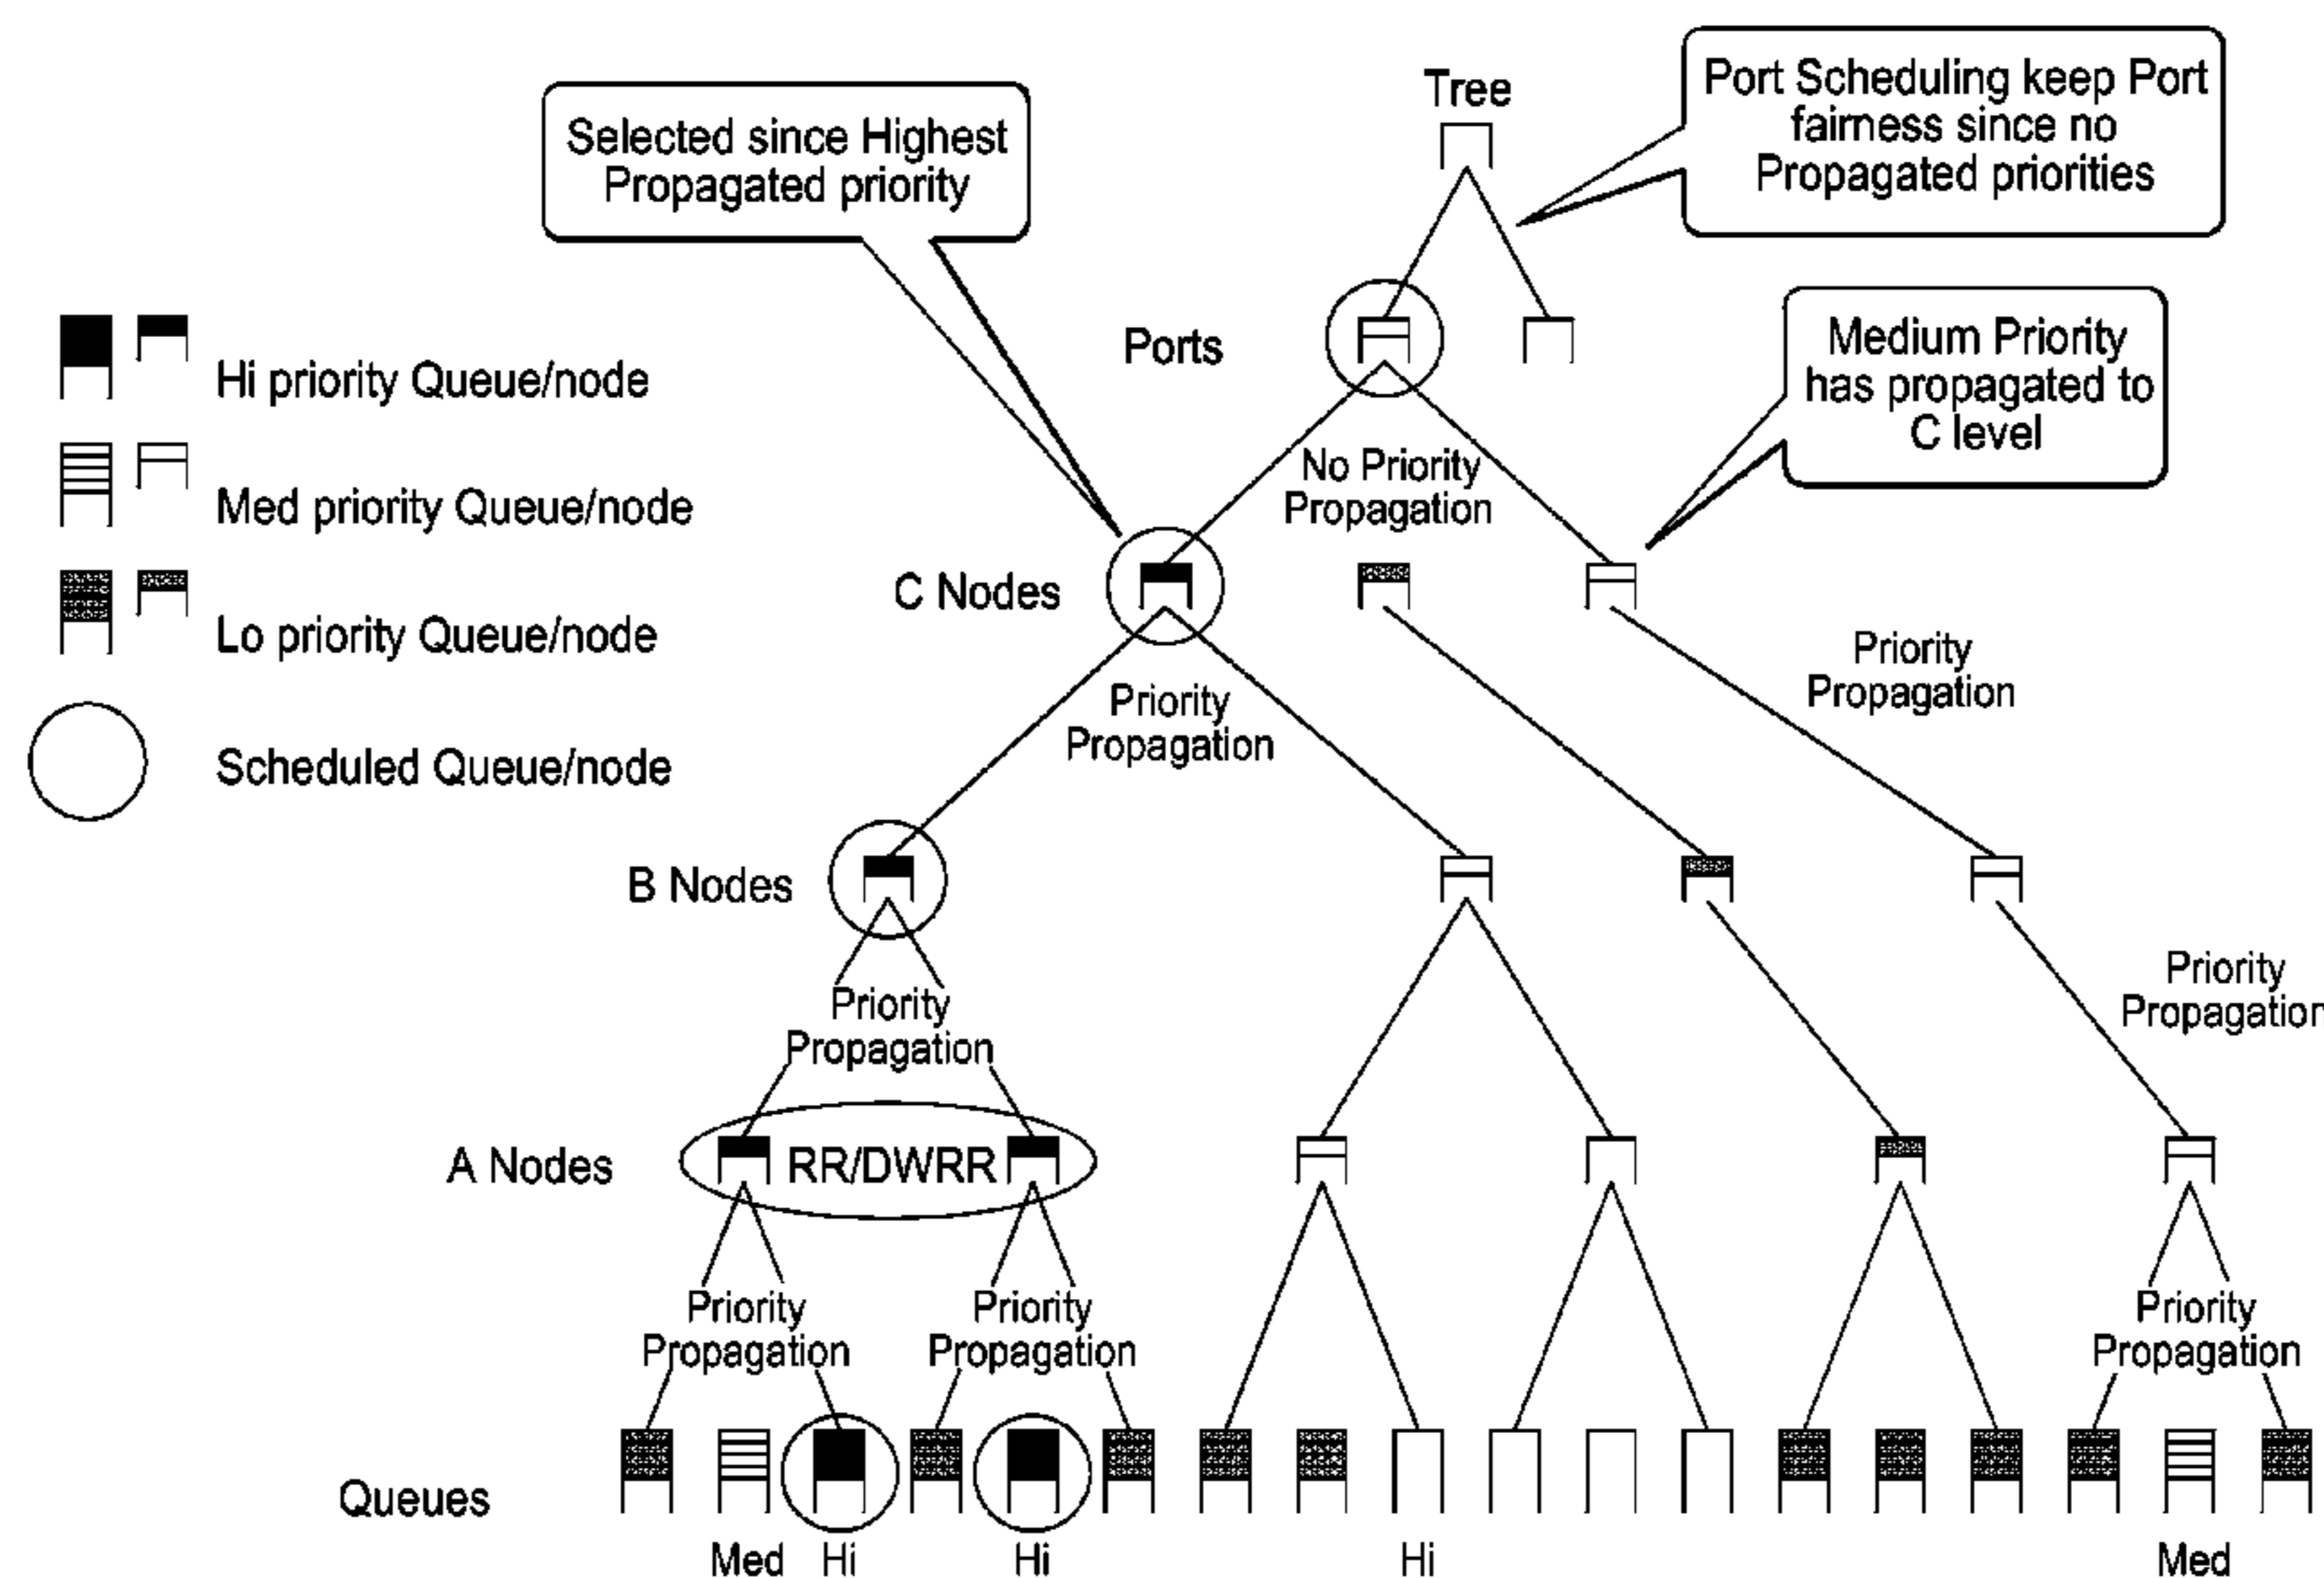 Tree
Port Scheduling keep Port
fairness since no
Propagated priorities
Selected since Highest
Propagated priority
Ports
Medium Priority
has propagated to
C level
Hi priority Queue/node
Med priority Queue/node
Lo priority Queue/node
Scheduled Queue/node
No Priority
Propagation
C Nodes
Priority
Propagation
Priority
Propagation
B Nodes
Priority
Propagation
Priority
Propagation
A Nodes
RR/DWRR
Priority
Propagation
Priority
Propagation
Priority
Propagation
Queues
Med
Hi
Hi
Hi
Med